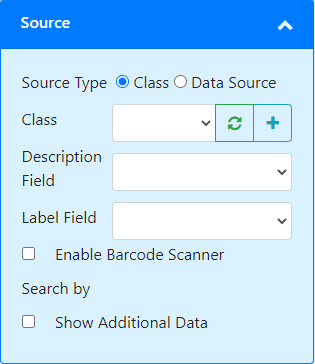 Source
Source Type Class Data Source
Class
Description
Field
Label Field
Enable Barcode Scanner
Search by
Show Additional Data